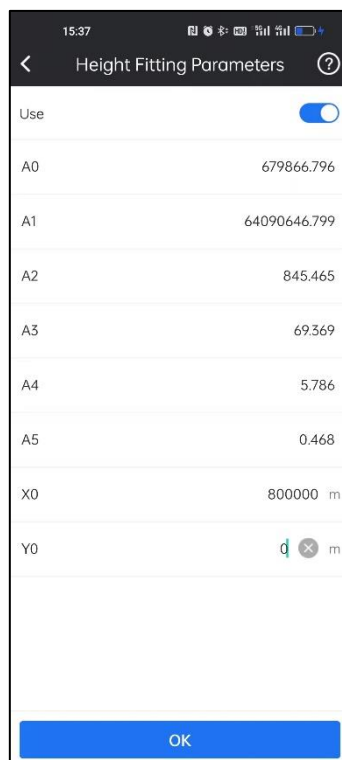 15:37
Height Fitting Parameters
Use
A0 679866.796
A1 64090646.799
A2 845.465
A3 69.369
A4 5.786
A5 0.468
X0 800000 m
Y0 0 m
OK